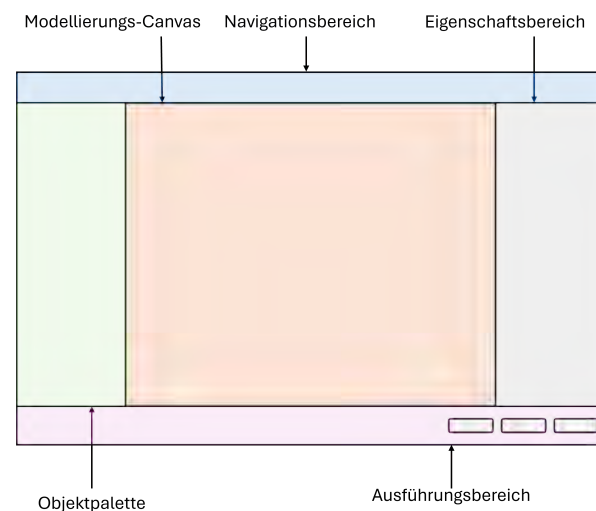 Modellierungs-Canvas
Navigationsbereich
Eigenschaftsbereich
Objektpalette
Ausführungsbereich